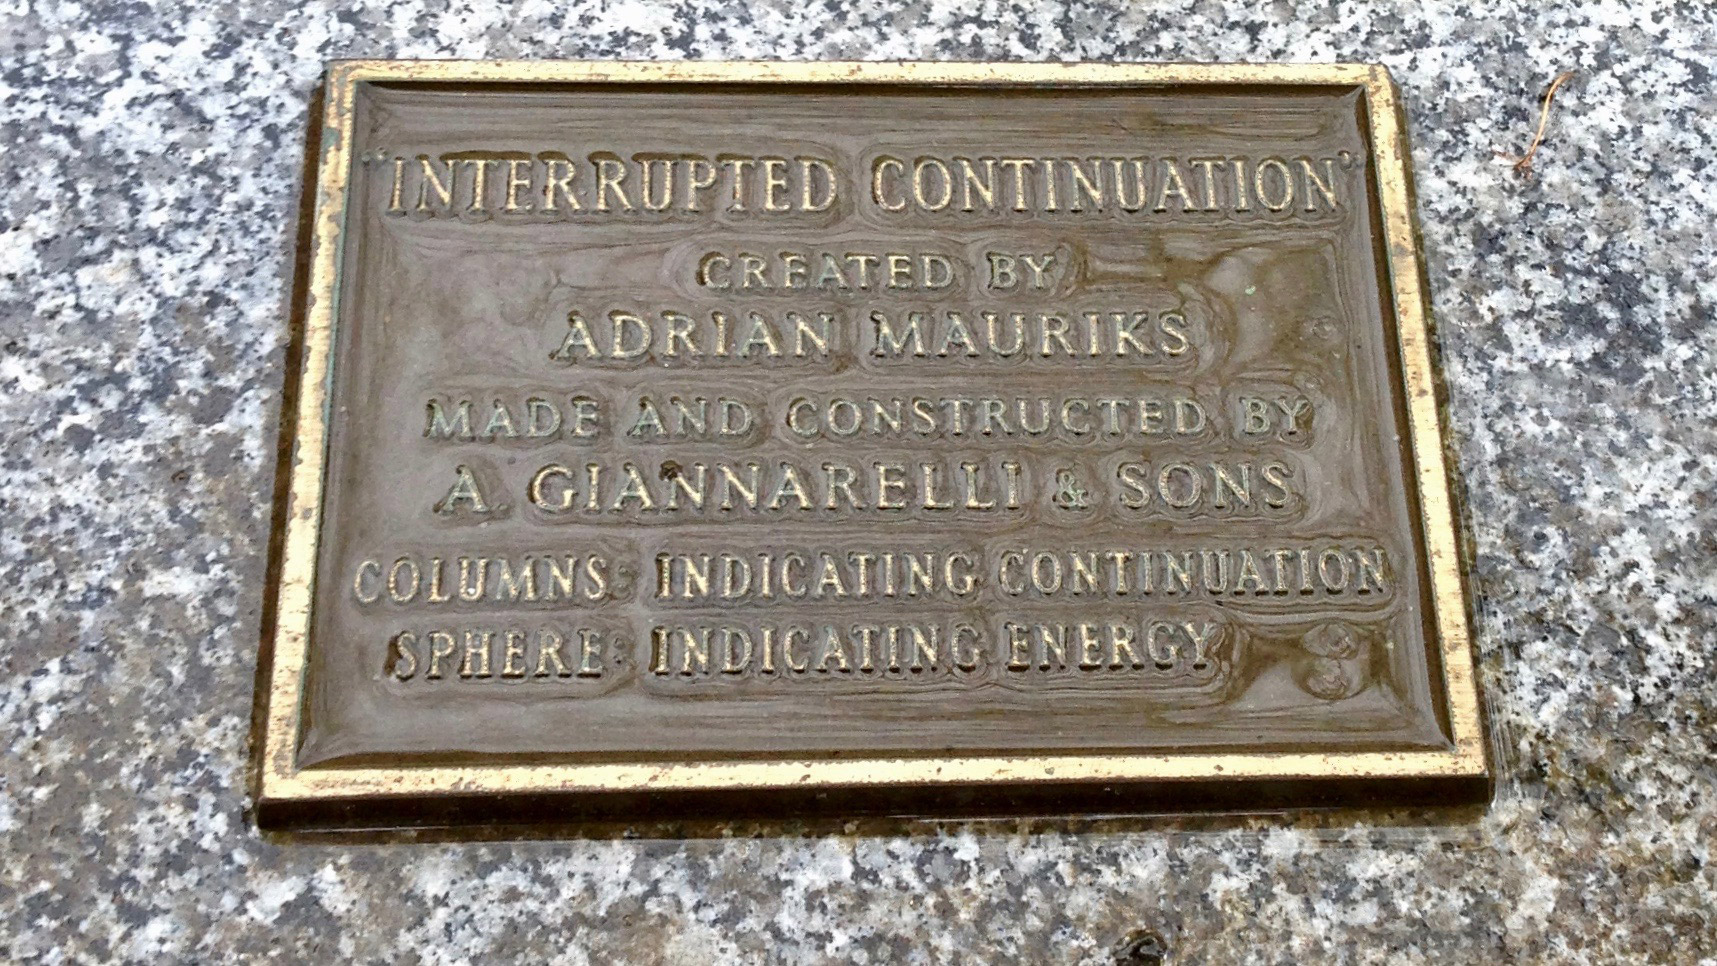 "INTERRUPTED CONTINUATION"
CREATED BY
ADRIAN MAURIKS
MADE AND CONSTRUCTED BY
A. GIANNARELLI & SONS
COLUMNS: INDICATING CONTINUATION
SPHERE: INDICATING ENERGY